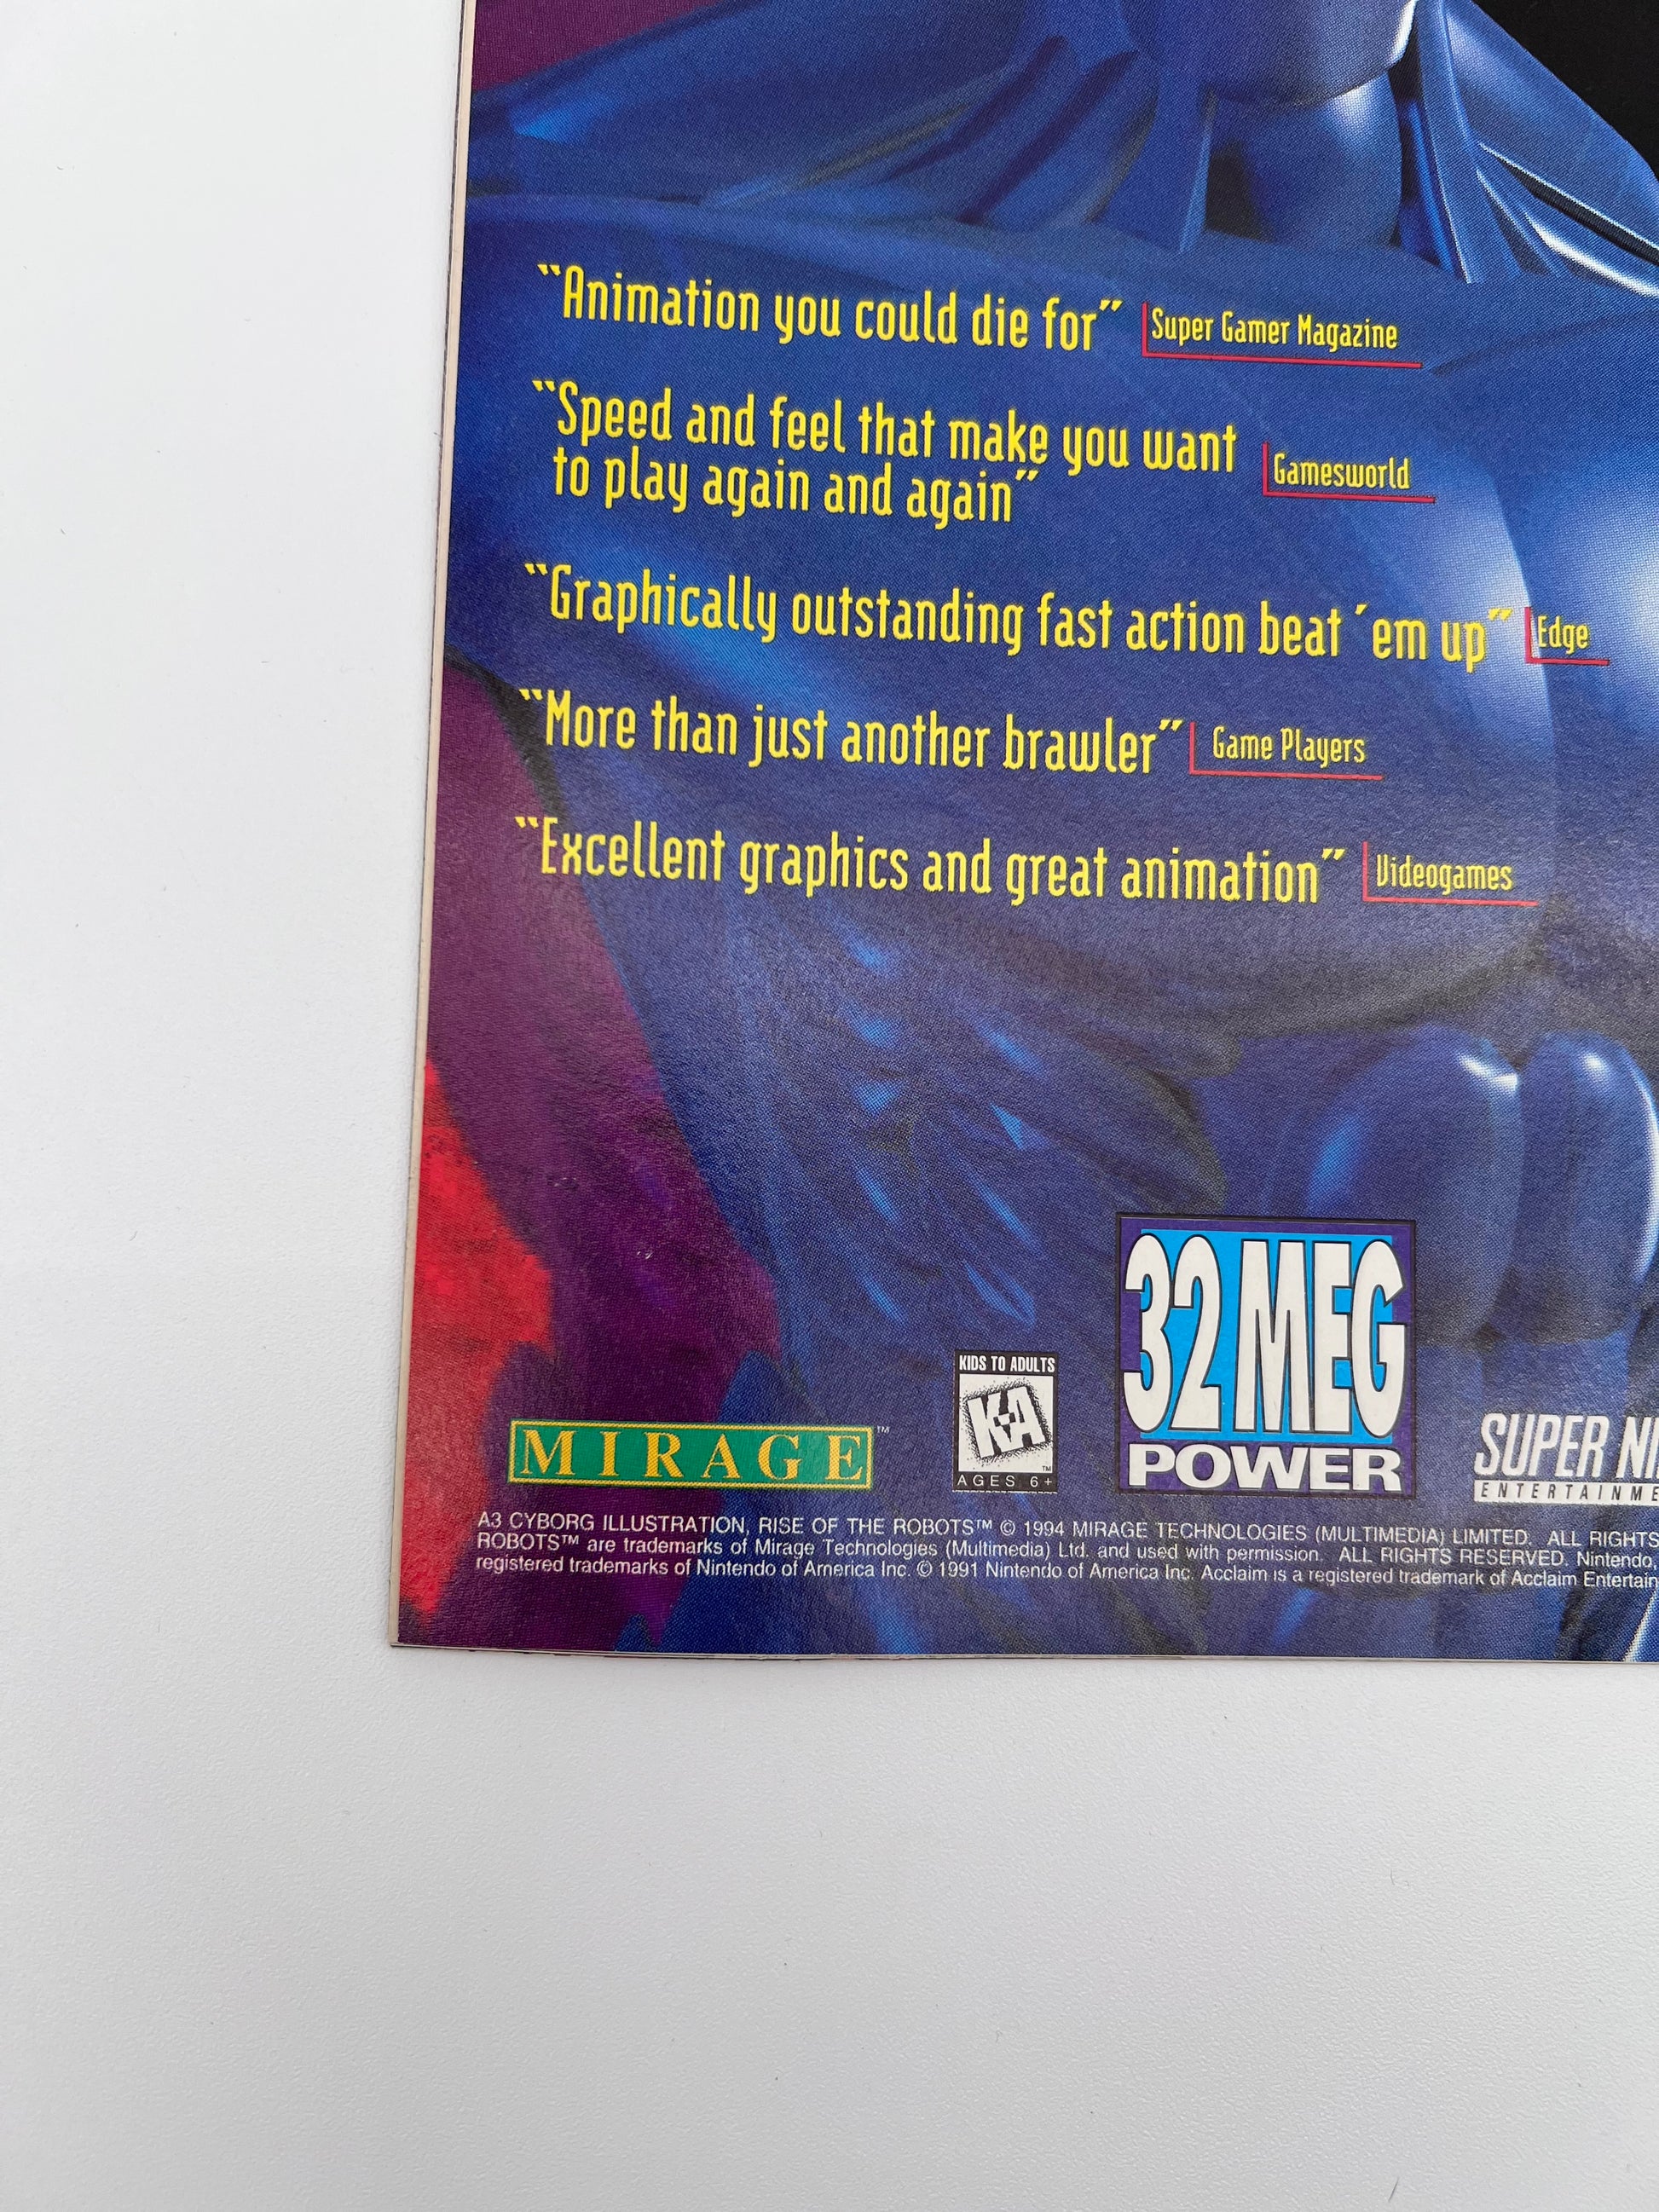 “Animation you could die for” Super Gamer Magazine
“Speed and feel that make you want
to play again and again” Gamesworld
“Graphically outstanding fast action beat ´em up” Edge
“More than just another brawler” Game Players
“Excellent graphics and great animation” Videogames
32 MEG
POWER
KIDS TO ADULTS
K-A
AGES 6+
MIRAGE™
SUPER
ENTERTAINME
A3 CYBORG ILLUSTRATION, RISE OF THE ROBOTS™ © 1994 MIRAGE TECHNOLOGIES (MULTIMEDIA) LIMITED. ALL RIGHTS
ROBOTS™ are trademarks of Mirage Technologies (Multimedia) Ltd. and used with permission. ALL RIGHTS RESERVED. Nintendo,
registered trademarks of Nintendo of America Inc. © 1991 Nintendo of America Inc. Acclaim is a registered trademark of Acclaim Entertain